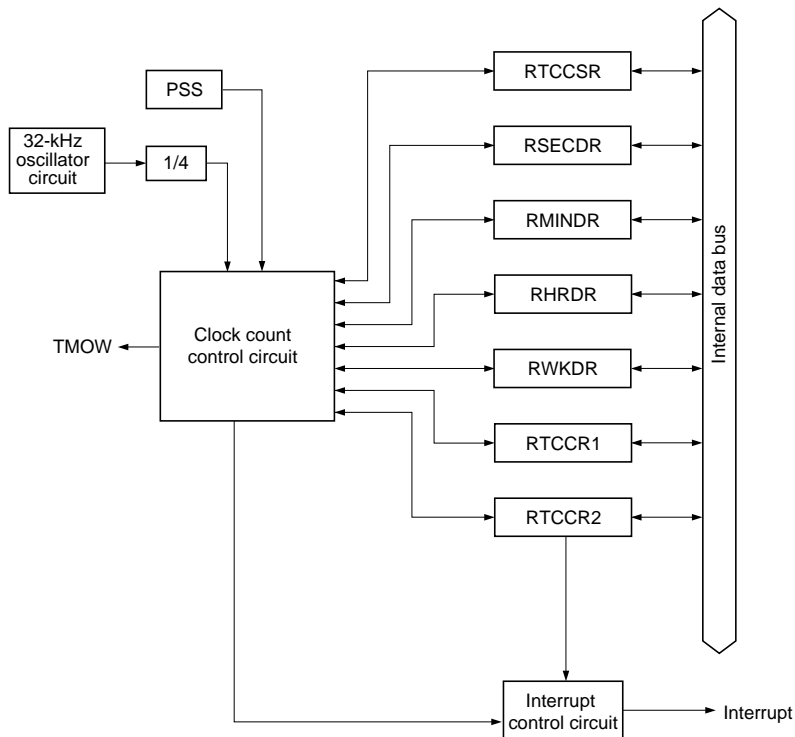 PSS
32-kHz
oscillator
circuit
1/4
Clock count
control circuit
TMOW
RTCCSR
RSECDR
RMINDR
RHRDR
RWKDR
RTCCR1
RTCCR2
Internal data bus
Interrupt
control circuit
Interrupt